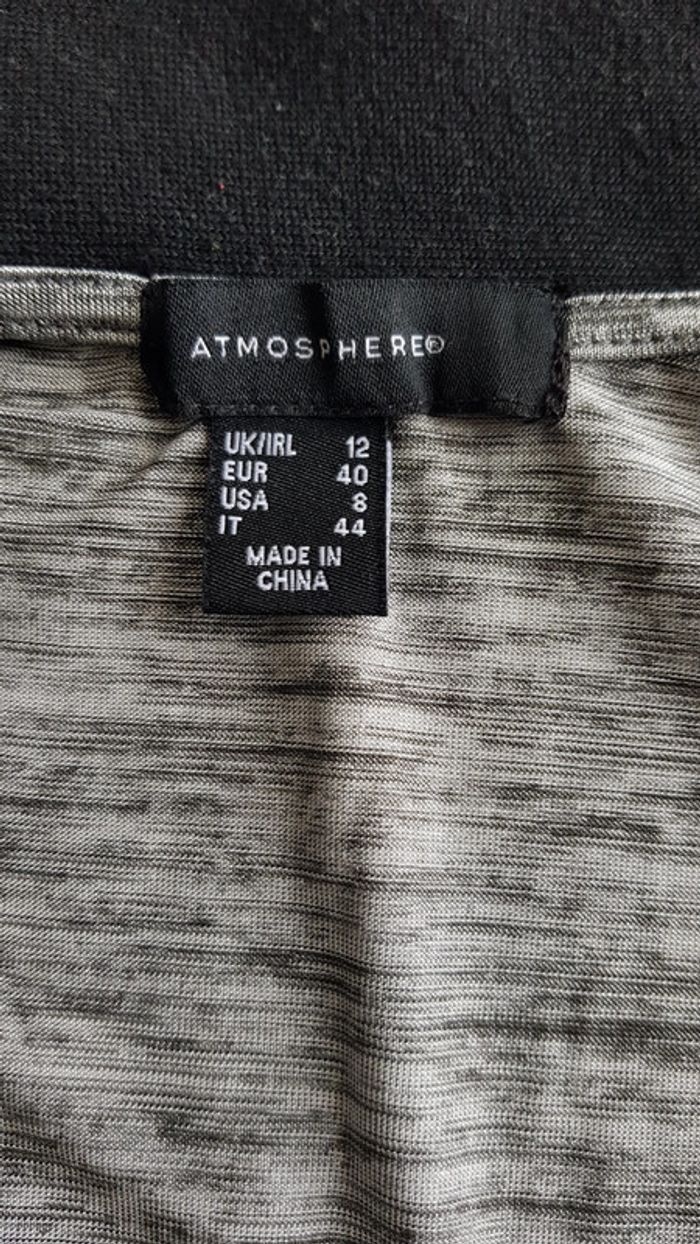 ATMOSPHERE®
UK/IRL 12
EUR 40
USA 8
IT 44
MADE IN
CHINA